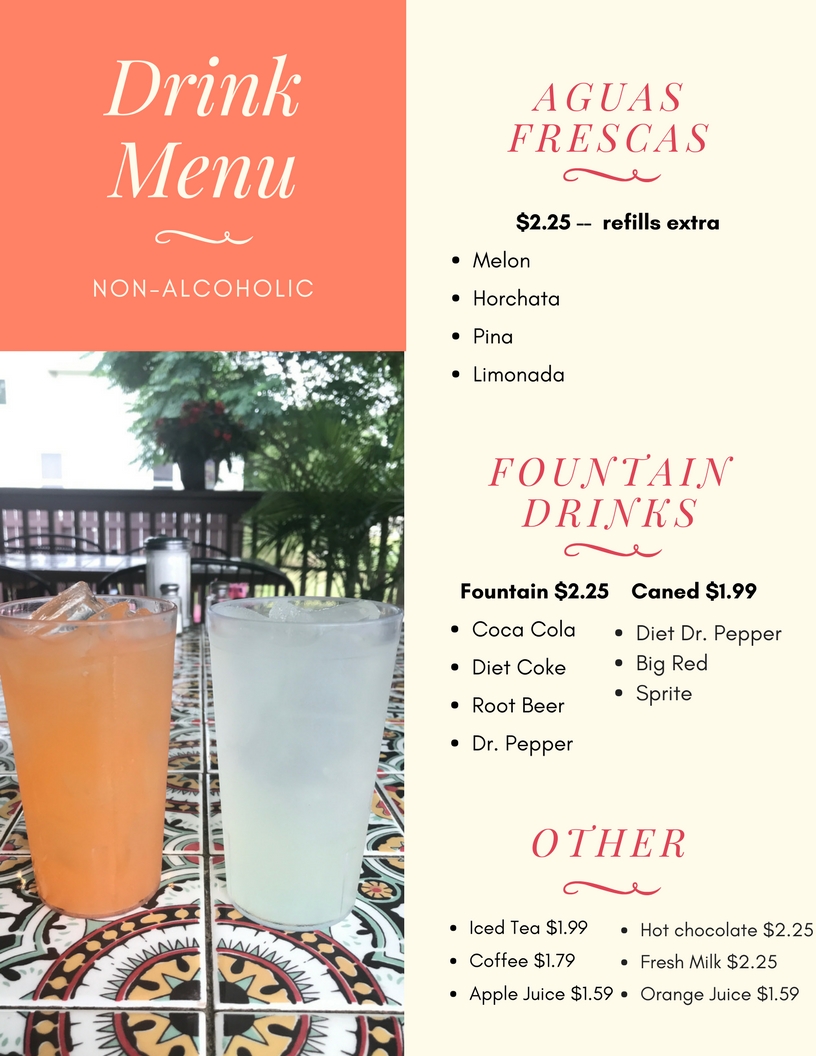 Drink
Menu
NON-ALCOHOLIC
AGUAS
FRESCAS
$2.25 -- refills extra
Melon
Horchata
Pina
Limonada
FOUNTAIN
DRINKS
Fountain $2.25
Coca Cola
Diet Coke
Root Beer
Dr. Pepper
Caned $1.99
Diet Dr. Pepper
Big Red
Sprite
OTHER
Iced Tea $1.99
Coffee $1.79
Apple Juice $1.59
Hot chocolate $2.25
Fresh Milk $2.25
Orange Juice $1.59